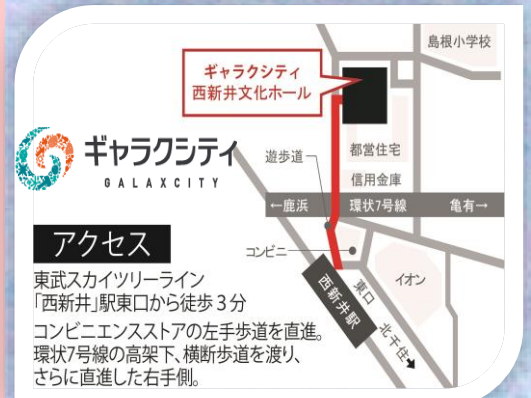 島根小学校
ギャラクシティ
西新井文化ホール
ギャラクシティ
GALAXCITY
遊歩道
都営住宅
信用金庫
←鹿浜 環状7号線 亀有→
コンビニ
イオン
西新井駅
東口
北千住
アクセス
東武スカイツリーライン
「西新井」駅東口から徒歩3分
コンビニエンスストアの左手歩道を直進。
環状7号線の高架下、横断歩道を渡り、
さらに直進した右手側。